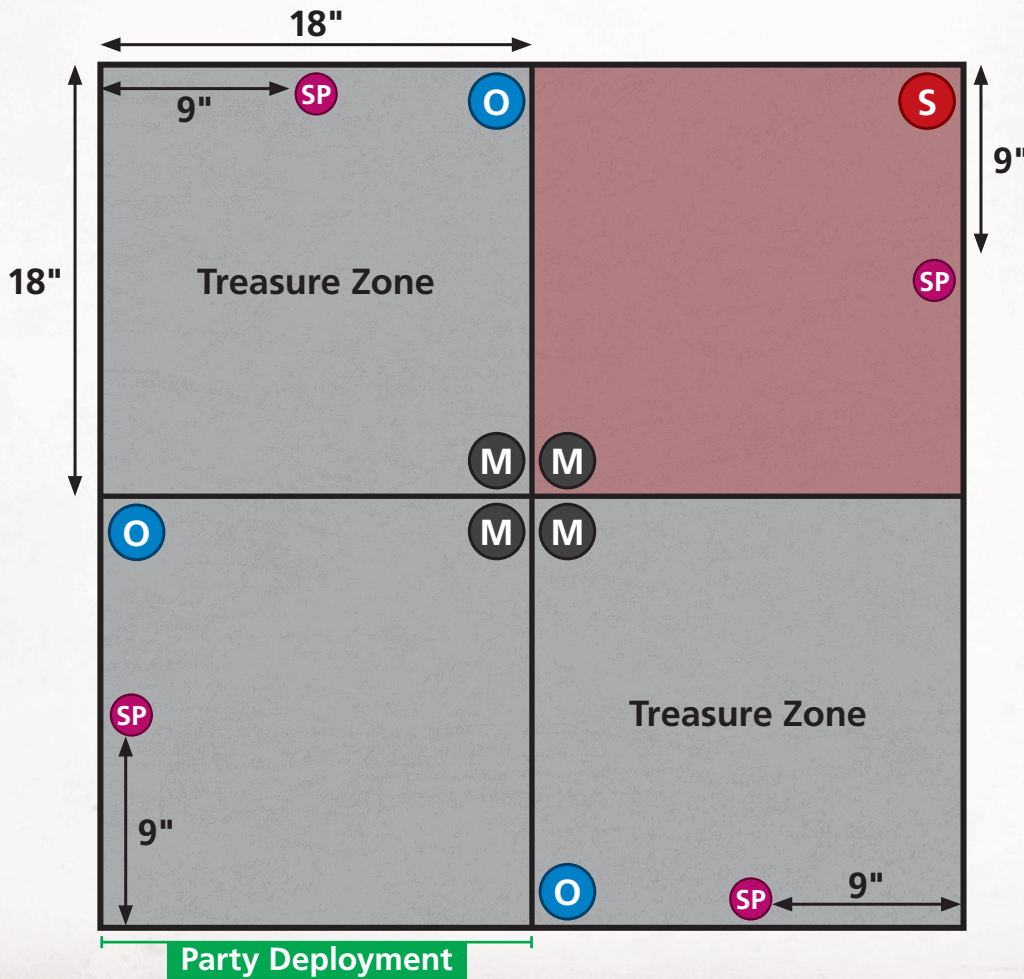 18"
9"
SP
O
S
9"
18"
Treasure Zone
SP
M
M
O
M
M
SP
Treasure Zone
9"
O
SP
9"
Party Deployment